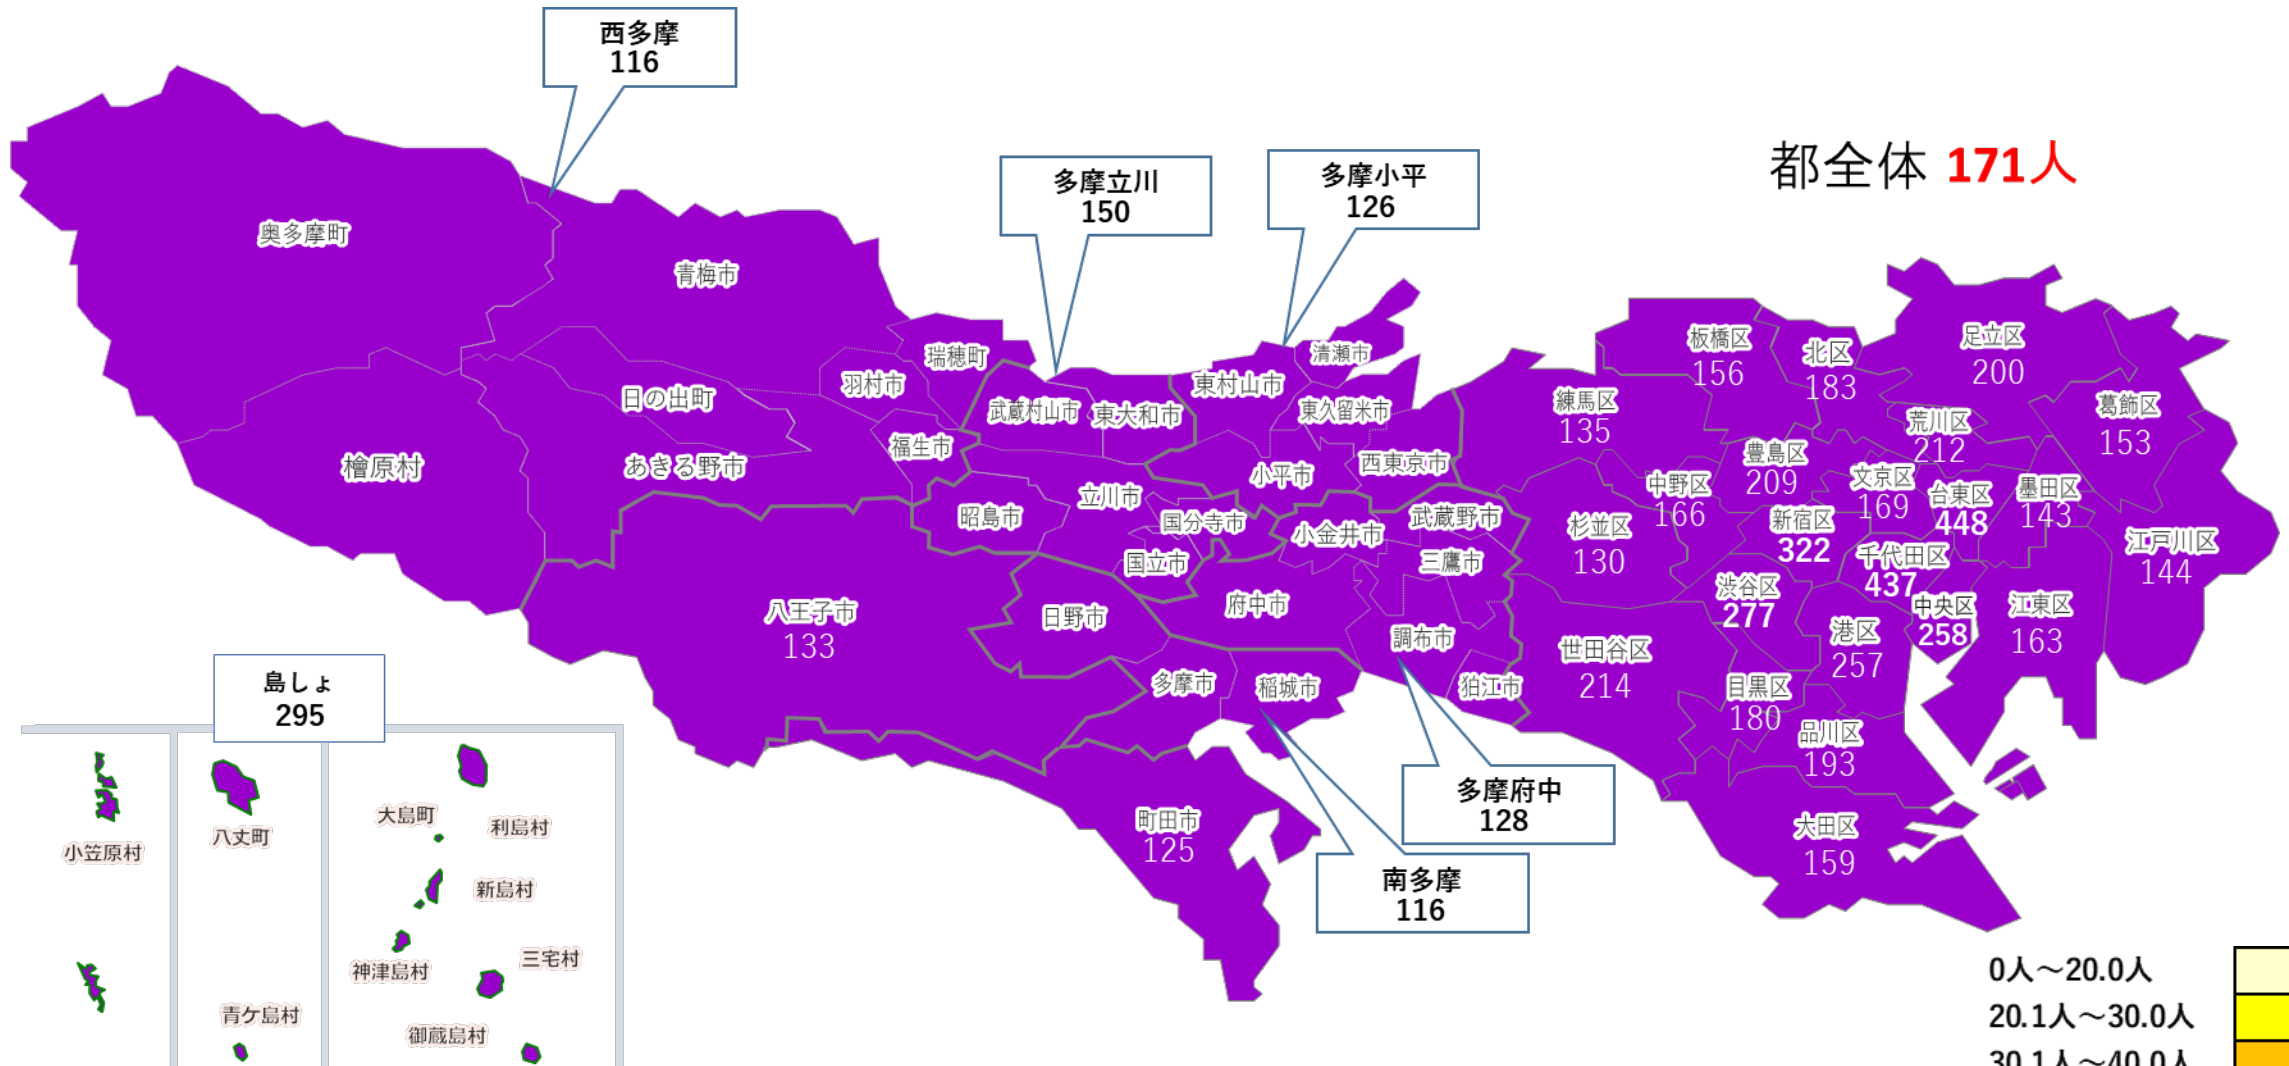 西多摩
116
多摩立川
150
多摩小平
126
都全体 171人
奥多摩町
青梅市
瑞穂町
羽村市
日の出町
福生市
あきる野市
檜原村
武蔵村山市
東大和市
東村山市
清瀬市
東久留米市
小平市
西東京市
立川市
昭島市
国分寺市
国立市
小金井市
武蔵野市
三鷹市
府中市
調布市
狛江市
八王子市
133
日野市
多摩市
稲城市
町田市
125
多摩府中
128
南多摩
116
板橋区
156
北区
183
足立区
200
練馬区
135
荒川区
212
葛飾区
153
豊島区
209
文京区
169
台東区
448
墨田区
143
中野区
166
杉並区
130
新宿区
322
千代田区
437
江戸川区
144
渋谷区
277
中央区
258
江東区
163
港区
257
世田谷区
214
目黒区
180
品川区
193
大田区
159
島しょ
295
小笠原村
八丈町
青ケ島村
大島町
利島村
新島村
神津島村
三宅村
御蔵島村
0人～20.0人
20.1人～30.0人
30.1人～40.0人